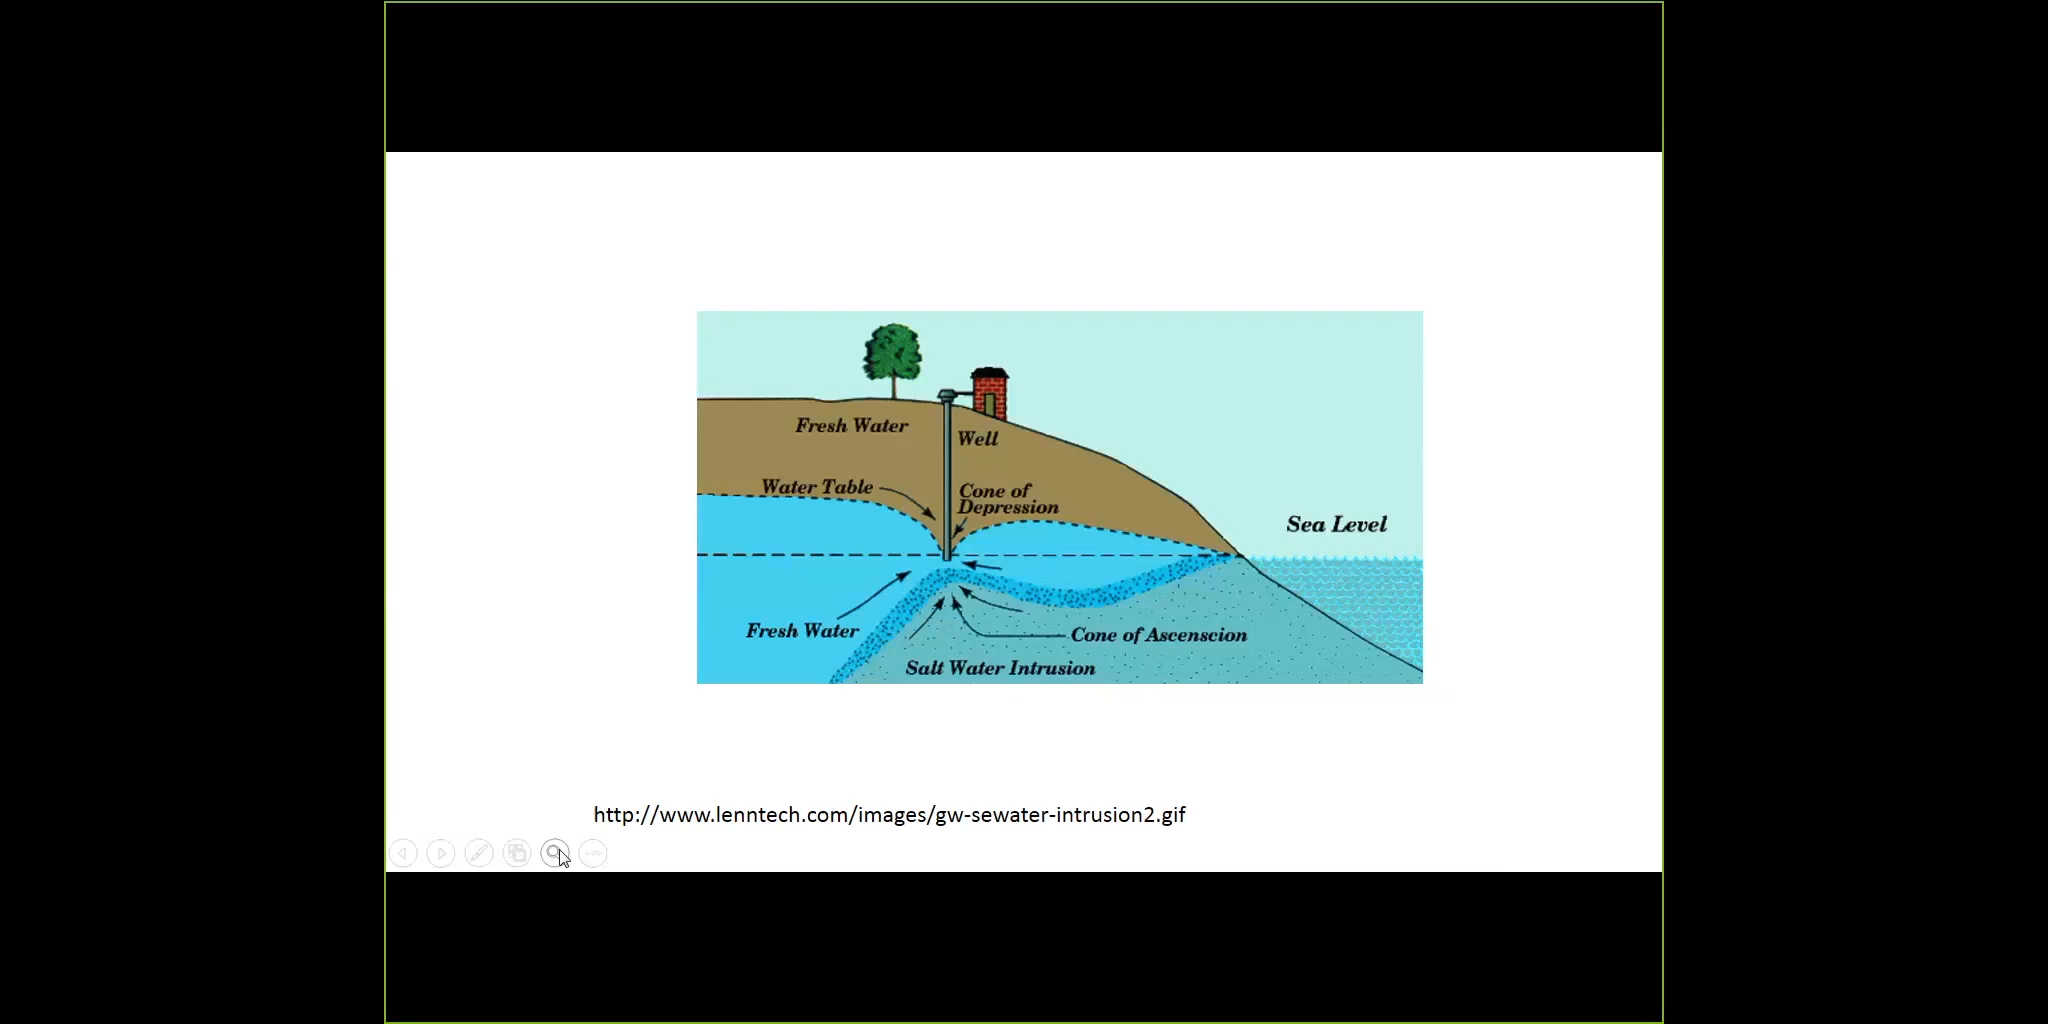 Fresh Water
Well
Water Table
Cone of
Depression
Sea Level
Fresh Water
Cone of Ascenscion
Salt Water Intrusion
http://www.lenntech.com/images/gw-sewater-intrusion2.gif